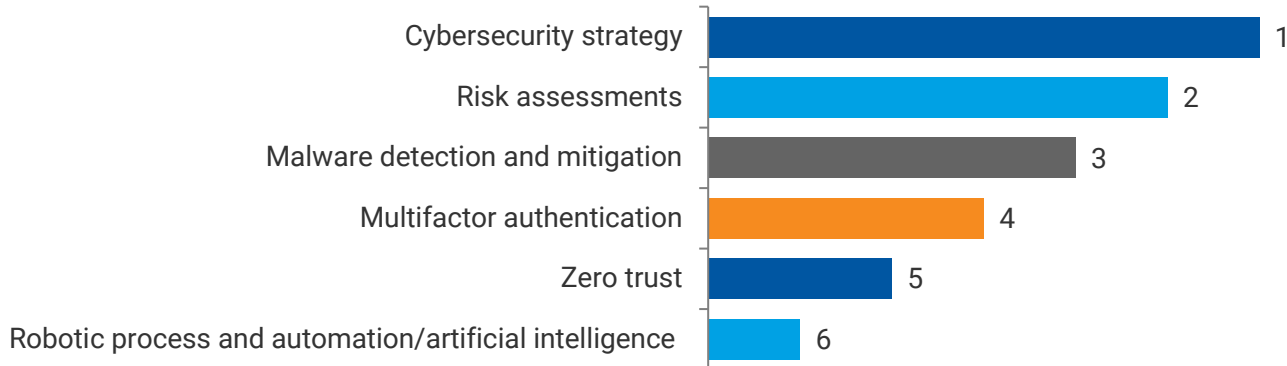 Cybersecurity strategy 1
Risk assessments 2
Malware detection and mitigation 3
Multifactor authentication 4
Zero trust 5
Robotic process and automation/artificial intelligence 6